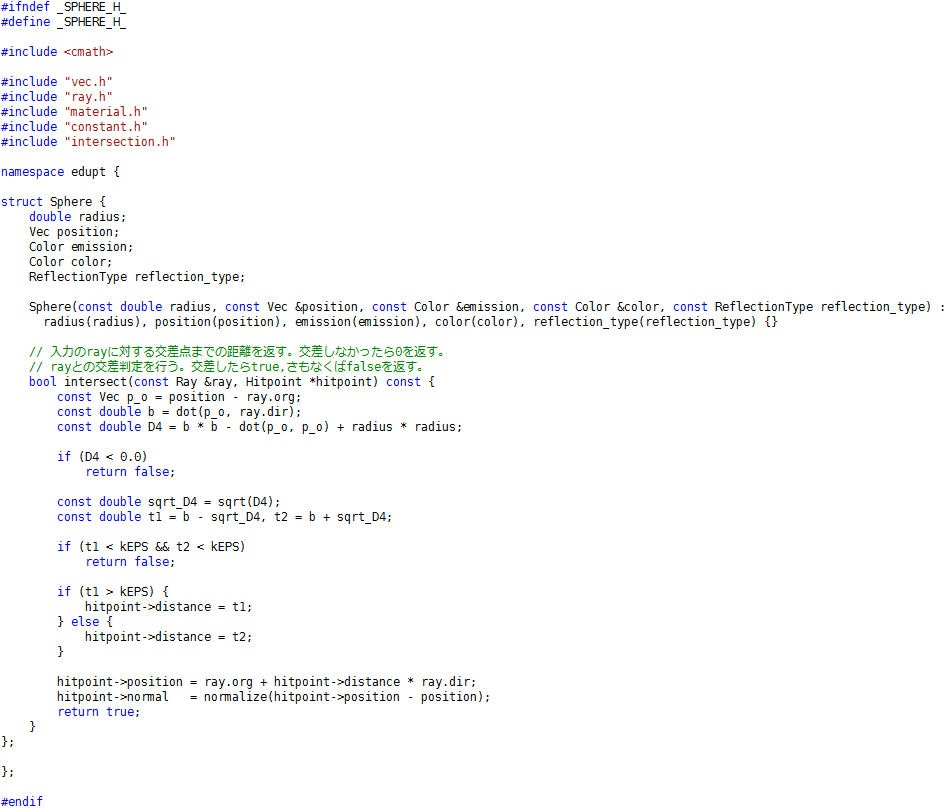 #ifndef _SPHERE_H_
#define _SPHERE_H_
#include <cmath>
#include "vec.h"
#include "ray.h"
#include "material.h"
#include "constant.h"
#include "intersection.h"
namespace edupt {
struct Sphere {
    double radius;
    Vec position;
    Color emission;
    Color color;
    ReflectionType reflection_type;
    Sphere(const double radius, const Vec &position, const Color &emission, const Color &color, const ReflectionType reflection_type) :
      radius(radius), position(position), emission(emission), color(color), reflection_type(reflection_type) {}
    // 入力のrayに対する交差点までの距離を返す。交差しなかったら0を返す。
    // rayとの交差判定を行う。交差したらtrue,さもなくばfalseを返す。
    bool intersect(const Ray &ray, Hitpoint *hitpoint) const {
        const Vec p_o = position - ray.org;
        const double b = dot(p_o, ray.dir);
        const double D4 = b * b - dot(p_o, p_o) + radius * radius;
        if (D4 < 0.0)
            return false;
        const double sqrt_D4 = sqrt(D4);
        const double t1 = b - sqrt_D4, t2 = b + sqrt_D4;
        if (t1 < kEPS && t2 < kEPS)
            return false;
        if (t1 > kEPS) {
            hitpoint->distance = t1;
        } else {
            hitpoint->distance = t2;
        }
        hitpoint->position = ray.org + hitpoint->distance * ray.dir;
        hitpoint->normal   = normalize(hitpoint->position - position);
        return true;
    }
};
};
#endif